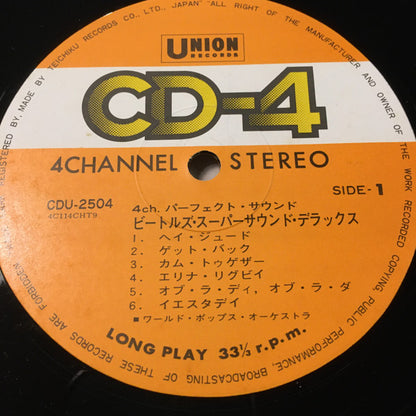 EN REGISTERED BY. MADE BY TEICHIKU RECORDS CO., LTD., JAPAN "ALL RIGHT OF THE MANUFACTURER AND OWNER OF THE WORK RECORDED COPYING, PUBLIC PERFORMANCE, BROADCASTING OF THESE RECORDS ARE FORBIDDEN
UNION
RECORDS
CD-4
4CHANNEL STEREO
CDU-2504
4C114CHT9
SIDE-1
4ch. パーフェクト・サウンド
ビートルズ・スーパーサウンド・デラックス
1. ヘイ・ジュード
2. ゲット・バック
3. カム・トゥゲザー
4. エリナ・リグビイ
5. オブ・ラ・ディ, オブ・ラ・ダ
6. イエスタデイ
■ワールド・ポップス・オーケストラ
LONG PLAY 33⅓ r.p.m.